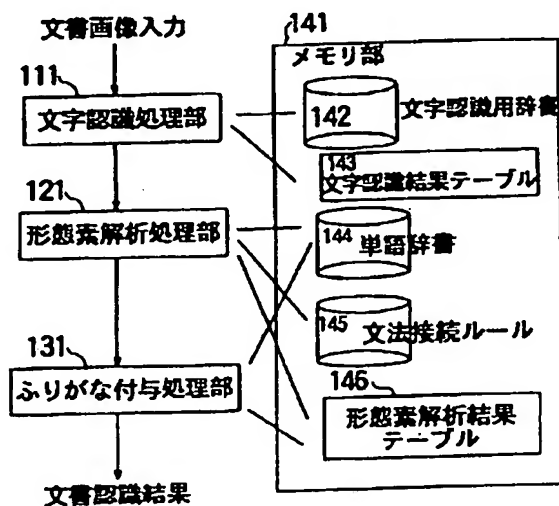 文書画像入力
111
文字認識処理部
121
形態素解析処理部
131
ふりがな付与処理部
文書認識結果
141
メモリ部
142
文字認識用辞書
143
文字認識結果テーブル
144
単語辞書
145
文法接続ルール
146
形態素解析結果
テーブル